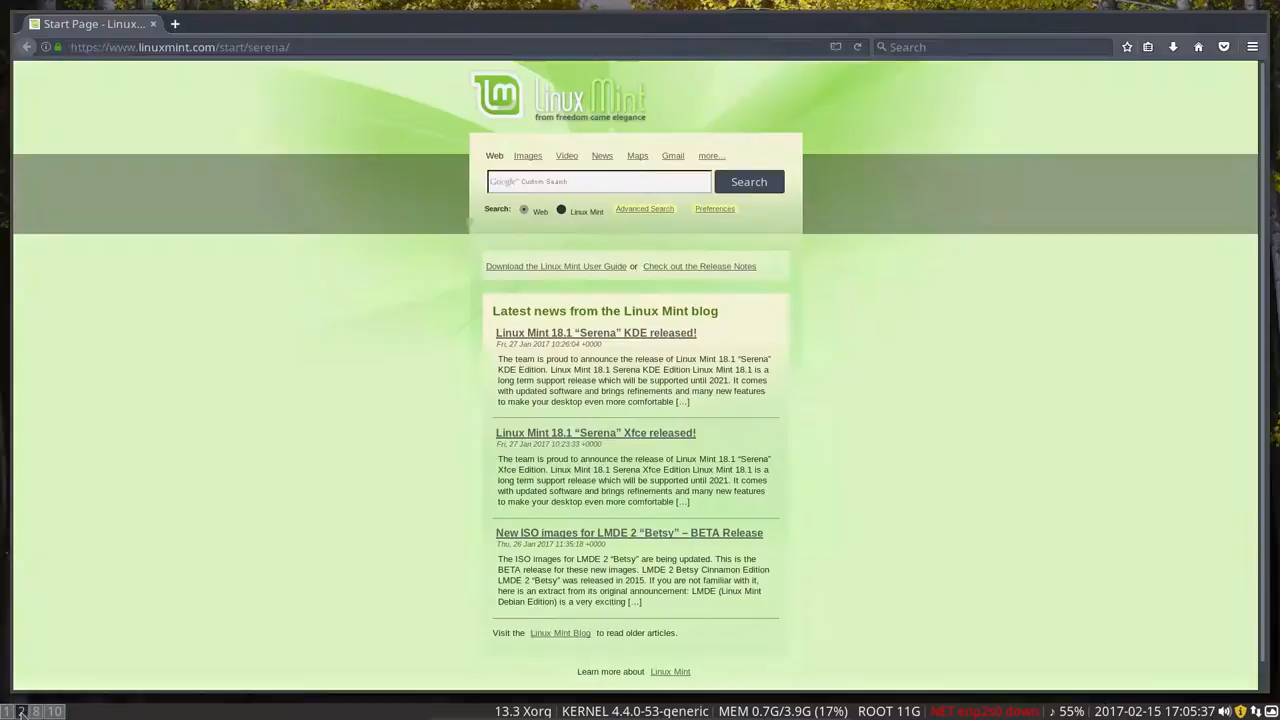 Start Page - Linux... × +
https://www.linuxmint.com/start/serena/
Search
Linux Mint
from freedom came elegance
Web Images Video News Maps Gmail more...
Google™ Custom Search
Search
Search: Web Linux Mint Advanced Search Preferences
Download the Linux Mint User Guide or Check out the Release Notes
Latest news from the Linux Mint blog
Linux Mint 18.1 “Serena” KDE released!
Fri, 27 Jan 2017 10:26:04 +0000
The team is proud to announce the release of Linux Mint 18.1 “Serena”
KDE Edition. Linux Mint 18.1 Serena KDE Edition Linux Mint 18.1 is a
long term support release which will be supported until 2021. It comes
with updated software and brings refinements and many new features
to make your desktop even more comfortable […]
Linux Mint 18.1 “Serena” Xfce released!
Fri, 27 Jan 2017 10:23:33 +0000
The team is proud to announce the release of Linux Mint 18.1 “Serena”
Xfce Edition. Linux Mint 18.1 Serena Xfce Edition Linux Mint 18.1 is a
long term support release which will be supported until 2021. It comes
with updated software and brings refinements and many new features
to make your desktop even more comfortable […]
New ISO images for LMDE 2 “Betsy” – BETA Release
Thu, 26 Jan 2017 11:35:18 +0000
The ISO images for LMDE 2 “Betsy” are being updated. This is the
BETA release for these new images. LMDE 2 Betsy Cinnamon Edition
LMDE 2 “Betsy” was released in 2015. If you are not familiar with it,
here is an extract from its original announcement: LMDE (Linux Mint
Debian Edition) is a very exciting […]
Visit the Linux Mint Blog to read older articles.
Learn more about Linux Mint
1 2 8 10 13.3 Xorg | KERNEL 4.4.0-53-generic | MEM 0.7G/3.9G (17%) ROOT 11G | NET enp2s0 down | ♪ 55% | 2017-02-15 17:05:37